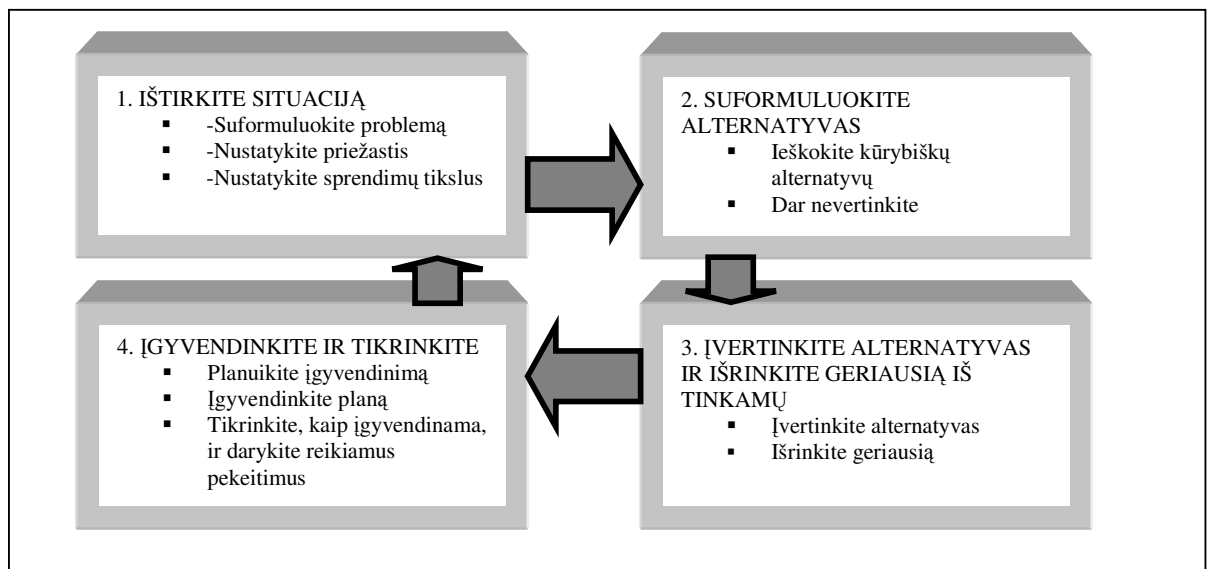 1. IŠTIRKITE SITUACIJĄ
▪ -Suformuluokite problemą
▪ -Nustatykite priežastis
▪ -Nustatykite sprendimų tikslus
2. SUFORMULUOKITE
ALTERNATYVAS
▪ Ieškokite kūrybiškų
alternatyvų
▪ Dar nevertinkite
3. ĮVERTINKITE ALTERNATYVAS
IR IŠRINKITE GERIAUSIĄ IŠ
TINKAMŲ
▪ Įvertinkite alternatyvas
▪ Išrinkite geriausią
4. ĮGYVENDINKITE IR TIKRINKITE
▪ Planuikite įgyvendinimą
▪ Įgyvendinkite planą
▪ Tikrinkite, kaip įgyvendinama,
ir darykite reikiamus
pekeitimus